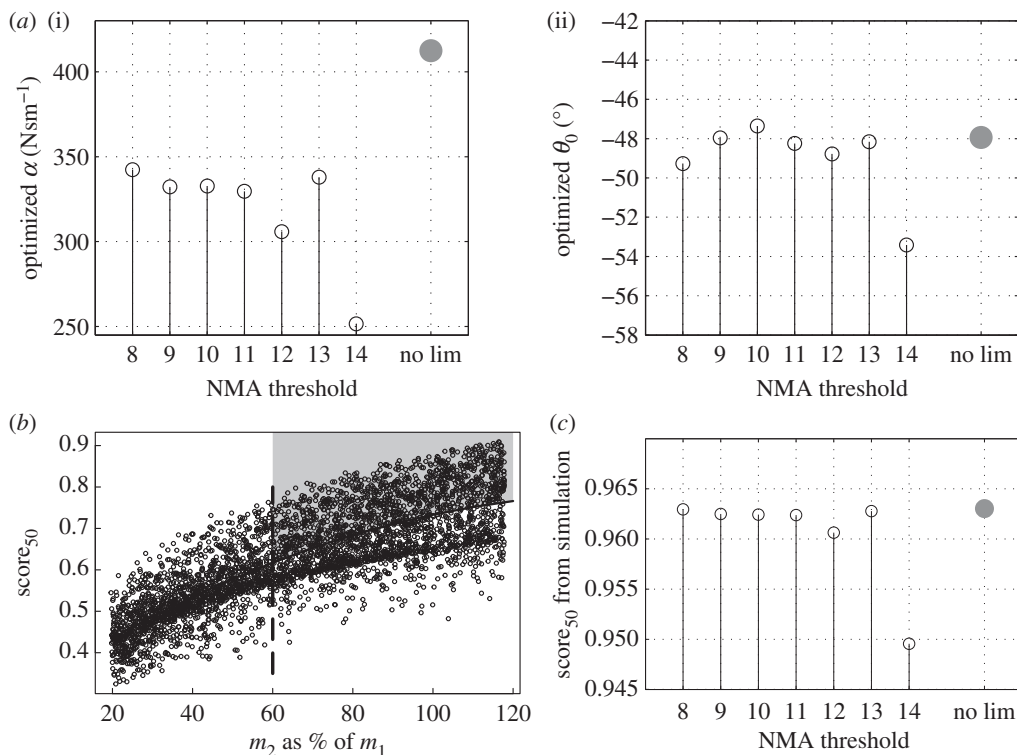 (a) (i)
optimized α (Nsm⁻¹)
400
350
300
250
8 9 10 11 12 13 14 no lim
NMA threshold
(ii)
optimized θ₀ (°)
−42
−44
−46
−48
−50
−52
−54
−56
−58
8 9 10 11 12 13 14 no lim
NMA threshold
(b)
score₅₀
0.9
0.8
0.7
0.6
0.5
0.4
20 40 60 80 100 120
m₂ as % of m₁
(c)
score₅₀ from simulation
0.965
0.960
0.955
0.950
0.945
8 9 10 11 12 13 14 no lim
NMA threshold